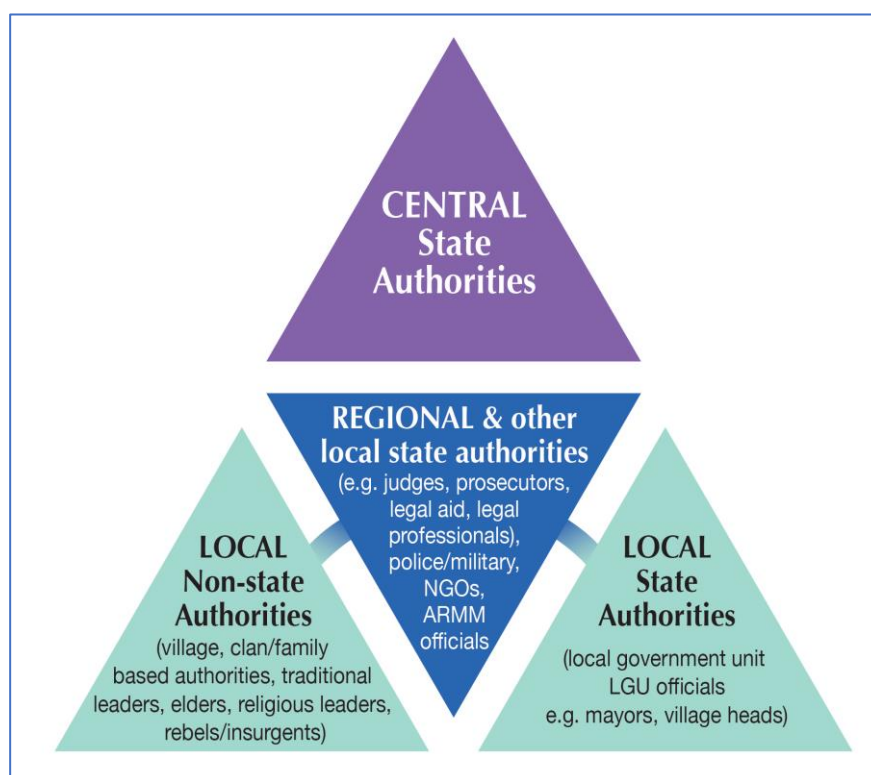 CENTRAL
State
Authorities
REGIONAL & other
local state authorities
(e.g. judges, prosecutors,
legal aid, legal
professionals),
police/military,
NGOs,
ARMM
officials
LOCAL
Non-state
Authorities
(village, clan/family
based authorities, traditional
leaders, elders, religious leaders,
rebels/insurgents)
LOCAL
State
Authorities
(local government unit
LGU officials
e.g. mayors, village heads)